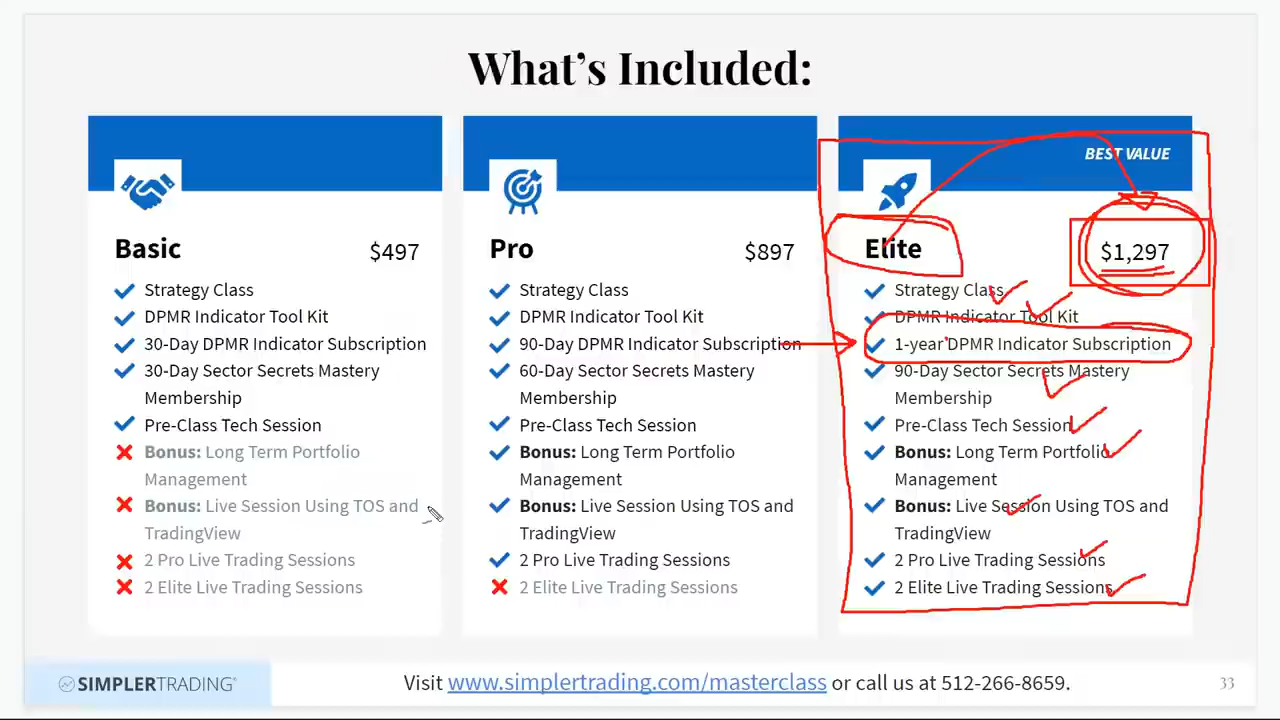 What's Included:
BEST VALUE
Basic
$497
Strategy Class
DPMR Indicator Tool Kit
30-Day DPMR Indicator Subscription
30-Day Sector Secrets Mastery
Membership
Pre-Class Tech Session
Bonus: Long Term Portfolio
Management
Bonus: Live Session Using TOS and
TradingView
2 Pro Live Trading Sessions
2 Elite Live Trading Sessions
Pro
$897
Strategy Class
DPMR Indicator Tool Kit
90-Day DPMR Indicator Subscription
60-Day Sector Secrets Mastery
Membership
Pre-Class Tech Session
Bonus: Long Term Portfolio
Management
Bonus: Live Session Using TOS and
TradingView
2 Pro Live Trading Sessions
2 Elite Live Trading Sessions
Elite
$1,297
Strategy Class
DPMR Indicator Tool Kit
1-year DPMR Indicator Subscription
90-Day Sector Secrets Mastery
Membership
Pre-Class Tech Session
Bonus: Long Term Portfolio
Management
Bonus: Live Session Using TOS and
TradingView
2 Pro Live Trading Sessions
2 Elite Live Trading Sessions
SIMPLERTRADING®
Visit www.simplertrading.com/masterclass or call us at 512-266-8659.
33